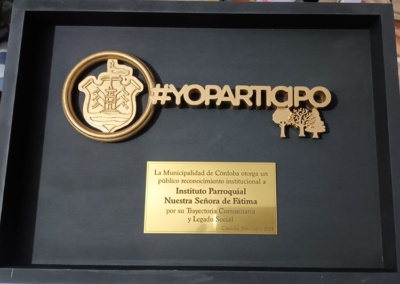 #YOPARTICIPO
La Municipalidad de Córdoba otorga un
público reconocimiento institucional a
Instituto Parroquial
Nuestra Señora de Fátima
por su Trayectoria Comunitaria
y Legado Social